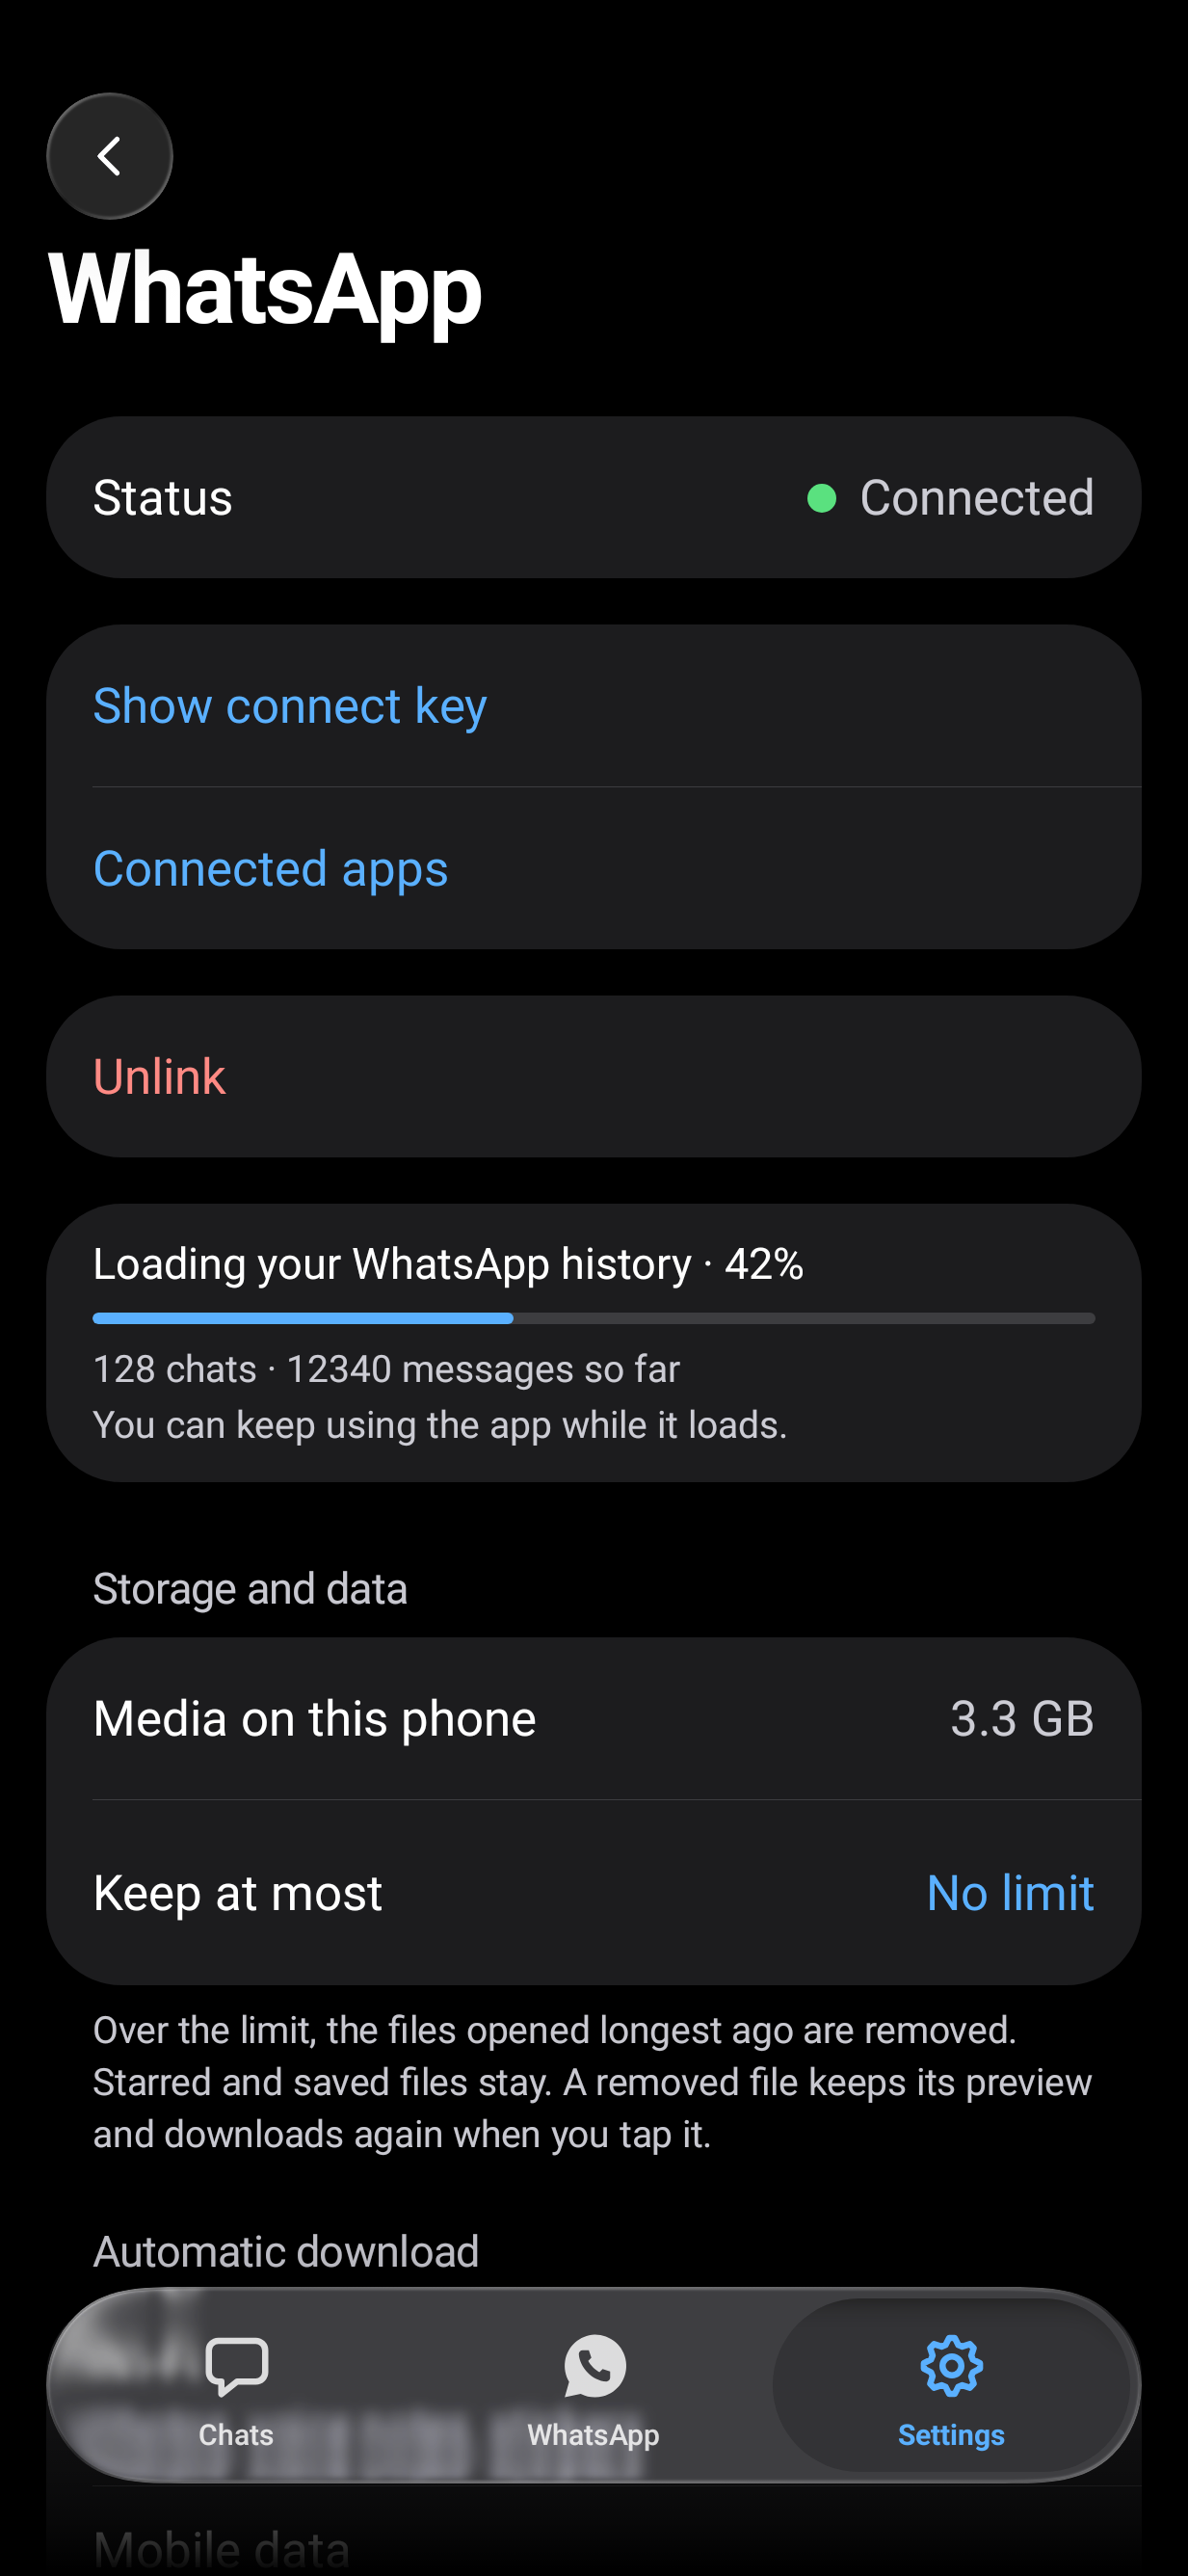 WhatsApp
Status
Connected
Show connect key
Connected apps
Unlink
Loading your WhatsApp history · 42%
128 chats · 12340 messages so far
You can keep using the app while it loads.
Storage and data
Media on this phone
3.3 GB
Keep at most
No limit
Over the limit, the files opened longest ago are removed.
Starred and saved files stay. A removed file keeps its preview
and downloads again when you tap it.
Automatic download
Chats
WhatsApp
Settings
Mobile data